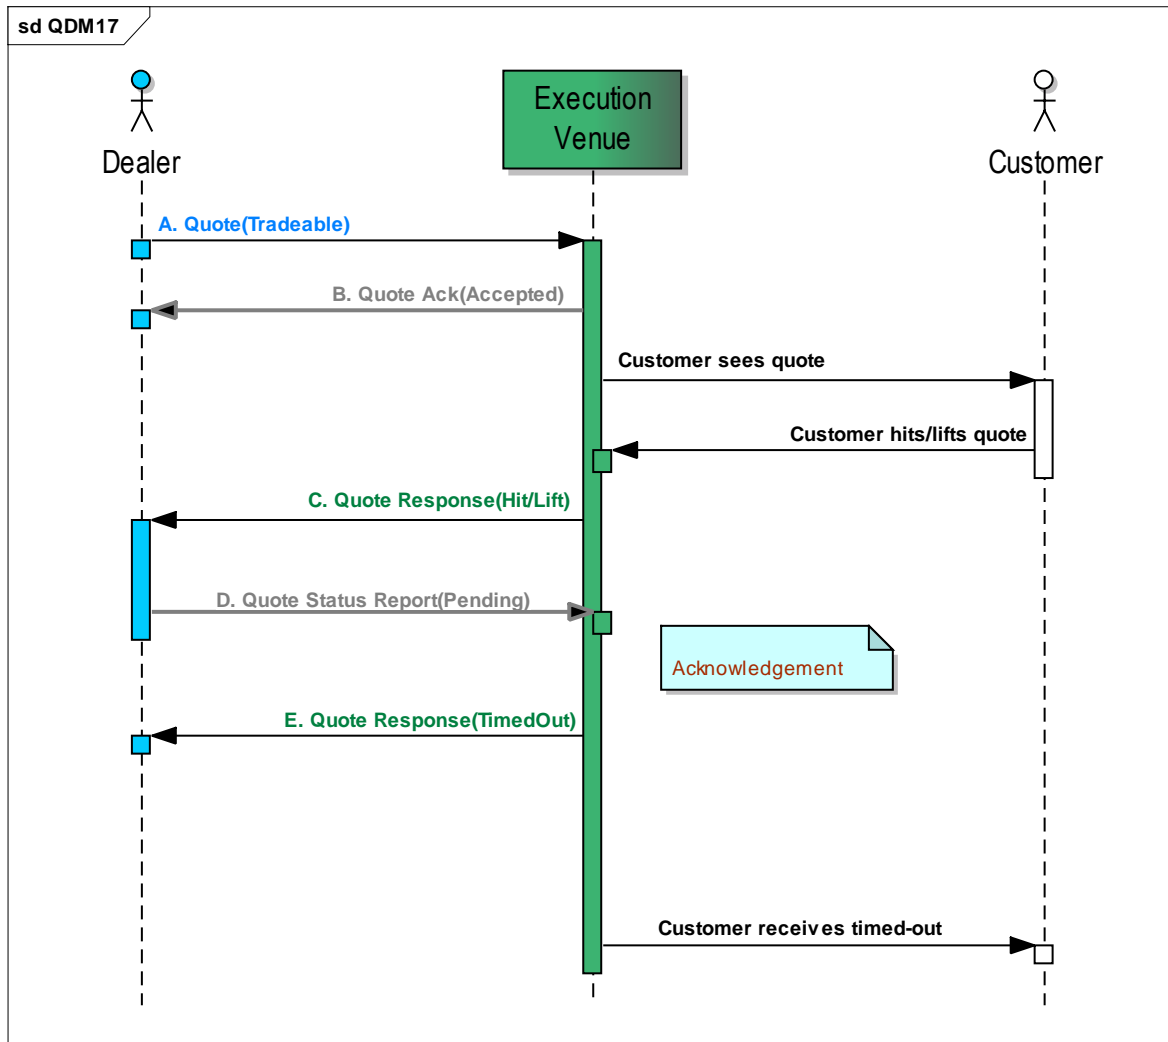 sd QDM17
Execution
Venue
Dealer
Customer
A. Quote(Tradeable)
B. Quote Ack(Accepted)
Customer sees quote
Customer hits/lifts quote
C. Quote Response(Hit/Lift)
D. Quote Status Report(Pending)
Acknowledgement
E. Quote Response(TimedOut)
Customer receives timed-out